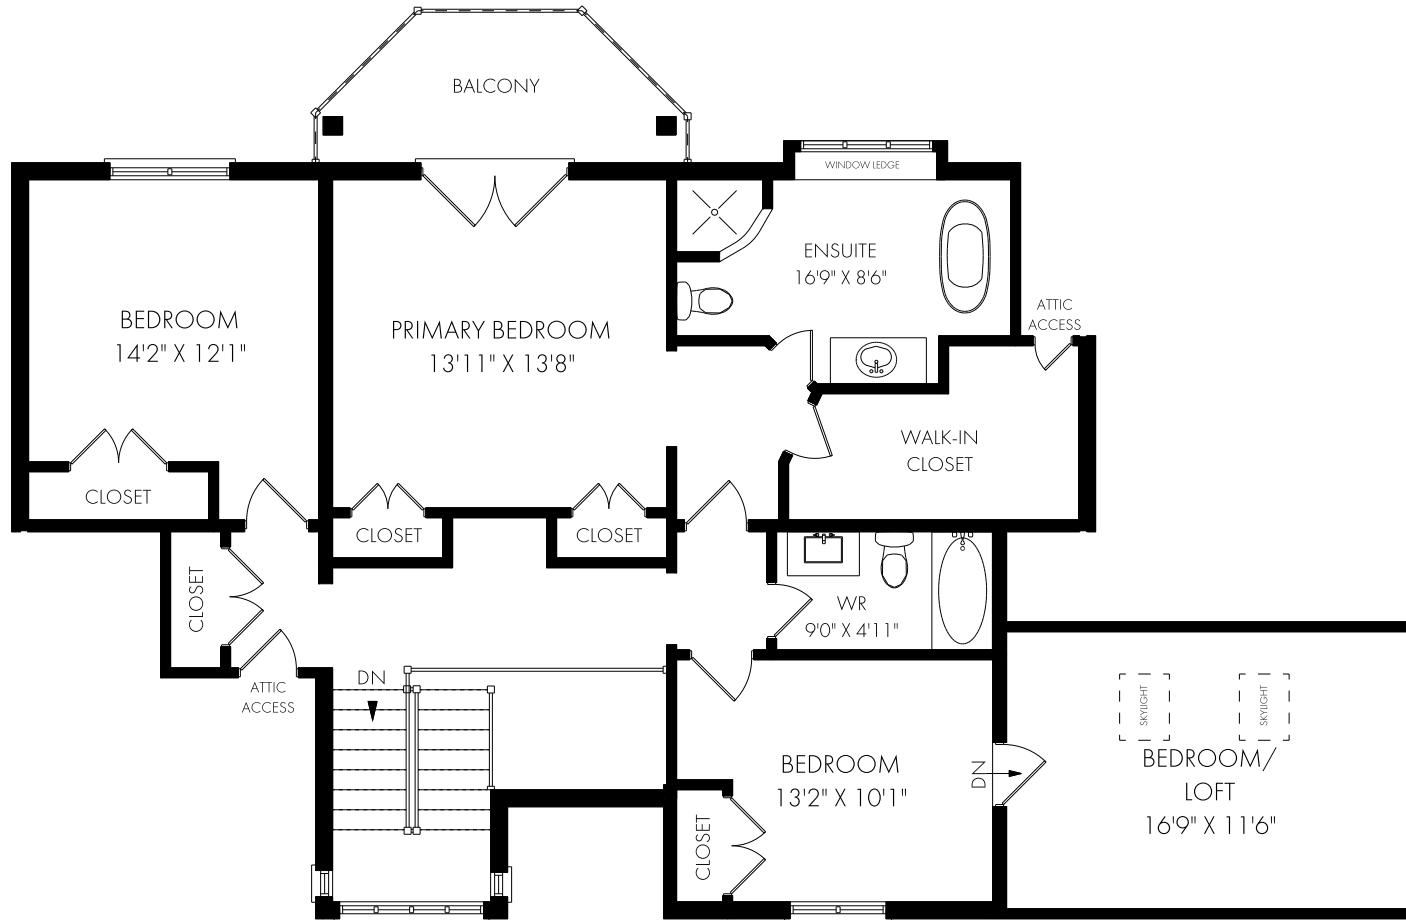 BALCONY
WINDOW LEDGE
ENSUITE
16'9" X 8'6"
ATTIC
ACCESS
BEDROOM
14'2" X 12'1"
PRIMARY BEDROOM
13'11" X 13'8"
WALK-IN
CLOSET
CLOSET
CLOSET
CLOSET
CLOSET
WR
9'0" X 4'11"
ATTIC
ACCESS
DN
SKYLIGHT
SKYLIGHT
BEDROOM
13'2" X 10'1"
DN
BEDROOM/
LOFT
16'9" X 11'6"
CLOSET